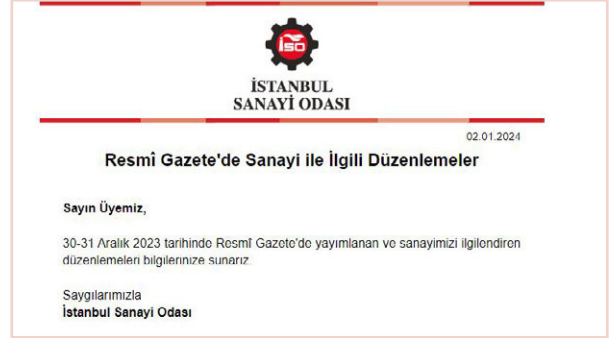 iso
İSTANBUL
SANAYİ ODASI
02.01.2024
Resmî Gazete'de Sanayi ile İlgili Düzenlemeler
Sayın Üyemiz,
30-31 Aralık 2023 tarihinde Resmî Gazete'de yayımlanan ve sanayimizi ilgilendiren
düzenlemeleri bilgilerinize sunarız
Saygılarımızla
İstanbul Sanayi Odası